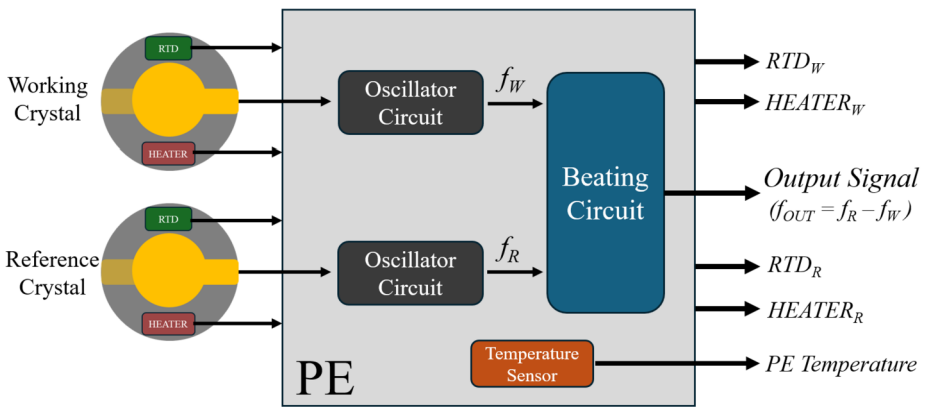 RTD
Working
Crystal
HEATER
RTD
Reference
Crystal
HEATER
Oscillator
Circuit
f_W
Oscillator
Circuit
f_R
Beating
Circuit
Temperature
Sensor
PE
RTD_W
HEATER_W
Output Signal
(f_OUT = f_R – f_W )
RTD_R
HEATER_R
PE Temperature